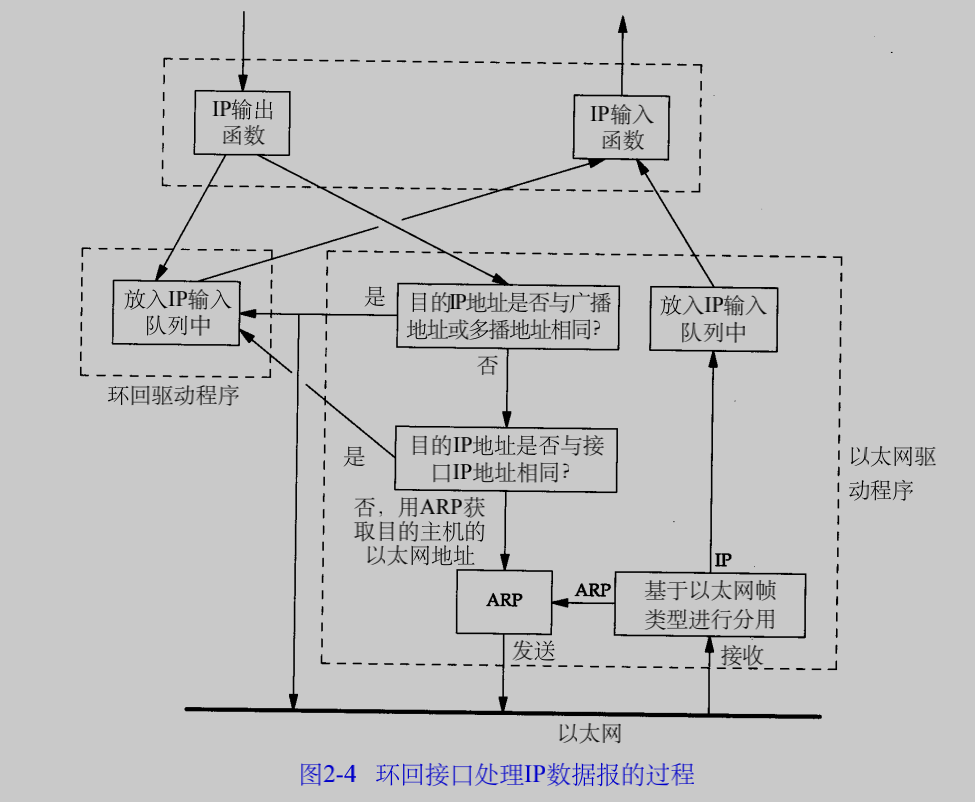 IP输出
函数
IP输入
函数
放入IP输入
队列中
环回驱动程序
是
目的IP地址是否与广播
地址或多播地址相同?
放入IP输入
队列中
否
目的IP地址是否与接
口IP地址相同?
是
以太网驱
动程序
否，用ARP获
取目的主机的
以太网地址
ARP
ARP
IP
基于以太网帧
类型进行分用
发送
接收
以太网
图2-4 环回接口处理IP数据报的过程